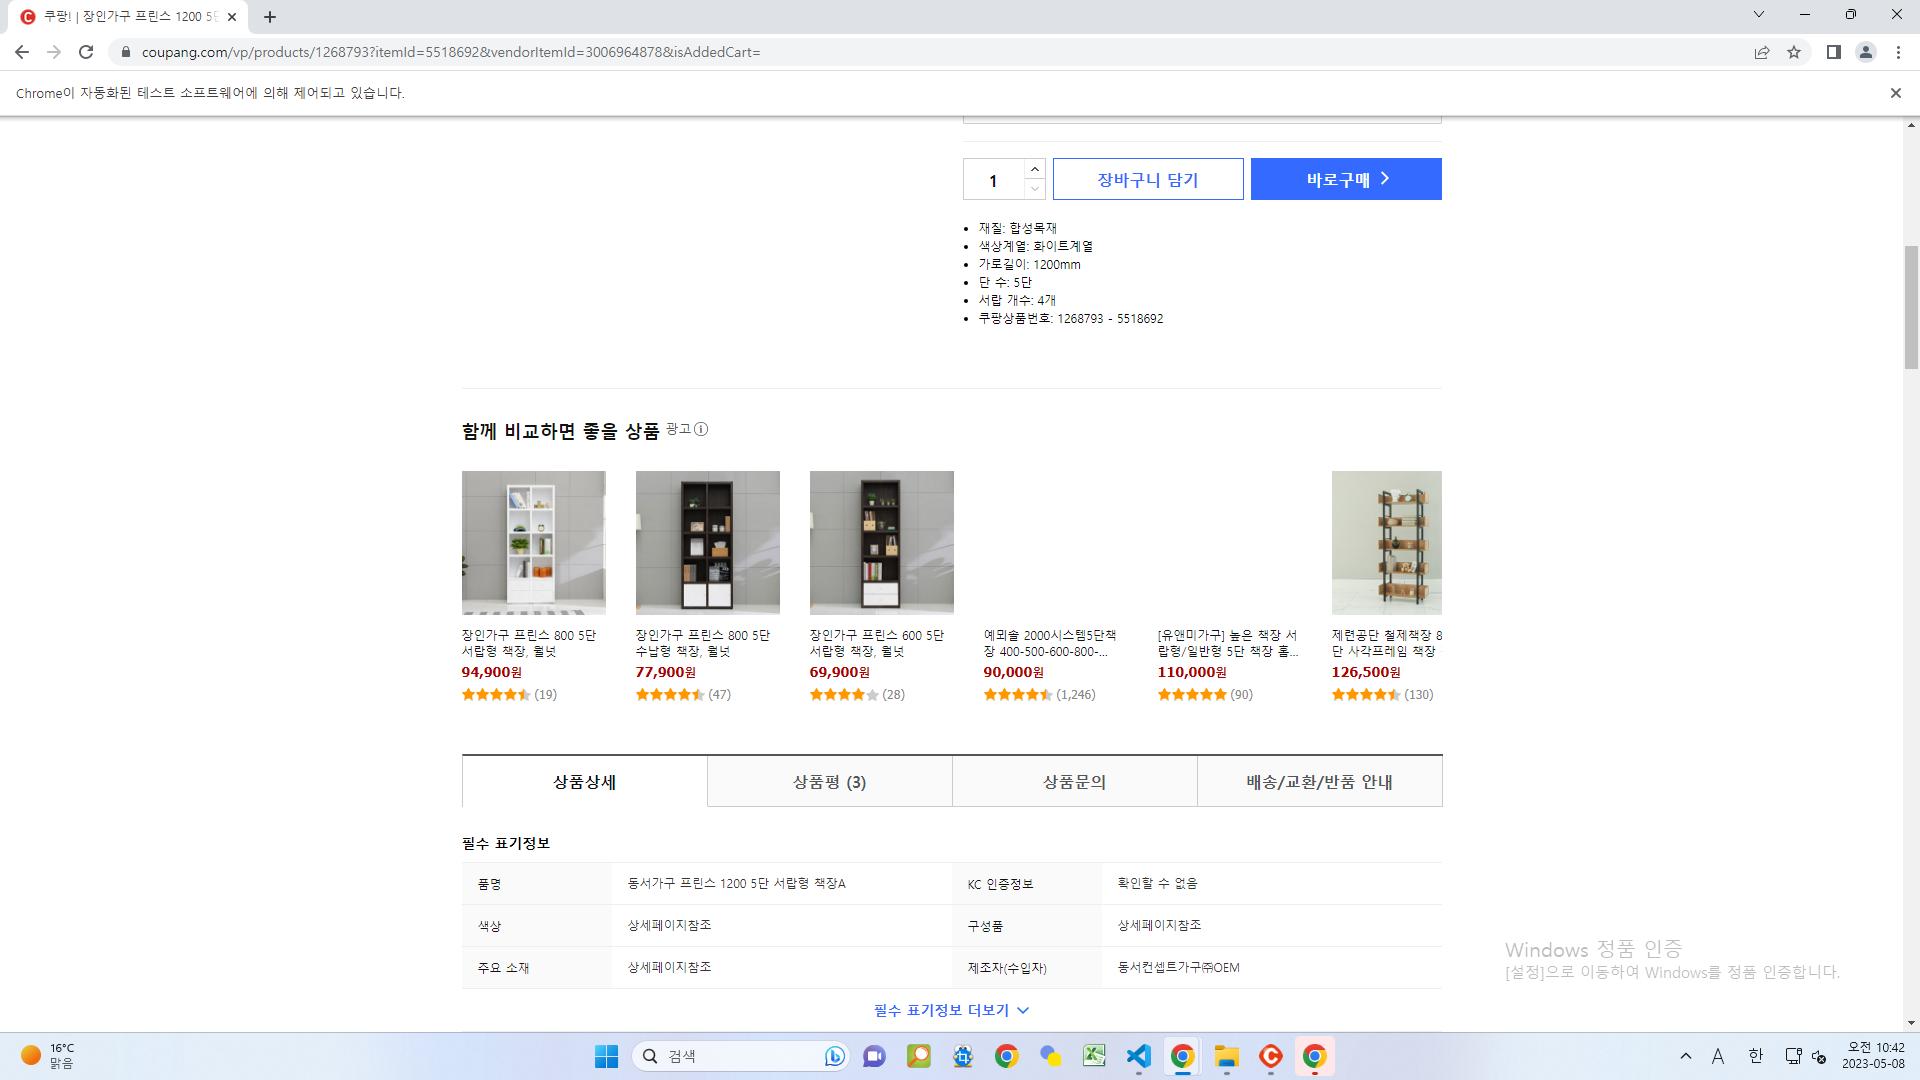 쿠팡! | 장인가구 프린스 1200 5단
coupang.com/vp/products/1268793?itemId=5518692&vendorItemId=3006964878&isAddedCart=
Chrome이 자동화된 테스트 소프트웨어에 의해 제어되고 있습니다.
1
장바구니 담기
바로구매
재질: 합성목재
색상계열: 화이트계열
가로길이: 1200mm
단 수: 5단
서랍 개수: 4개
쿠팡상품번호: 1268793 - 5518692
함께 비교하면 좋을 상품 광고
장인가구 프린스 800 5단
서랍형 책장, 월넛
94,900원
(19)
장인가구 프린스 800 5단
수납형 책장, 월넛
77,900원
(47)
장인가구 프린스 600 5단
서랍형 책장, 월넛
69,900원
(28)
예뫼솔 2000시스템5단책
장 400-500-600-800-...
90,000원
(1,246)
[유앤미가구] 높은 책장 서
랍형/일반형 5단 책장 홈...
110,000원
(90)
제련공단 철제책장 8
단 사각프레임 책장
126,500원
(130)
상품상세
상품평 (3)
상품문의
배송/교환/반품 안내
필수 표기정보
품명
동서가구 프린스 1200 5단 서랍형 책장A
KC 인증정보
확인할 수 없음
색상
상세페이지참조
구성품
상세페이지참조
주요 소재
상세페이지참조
제조자(수입자)
동서컨셉트가구㈜OEM
필수 표기정보 더보기
Windows 정품 인증
[설정]으로 이동하여 Windows를 정품 인증합니다.
16°C
맑음
검색
A
한
오전 10:42
2023-05-08